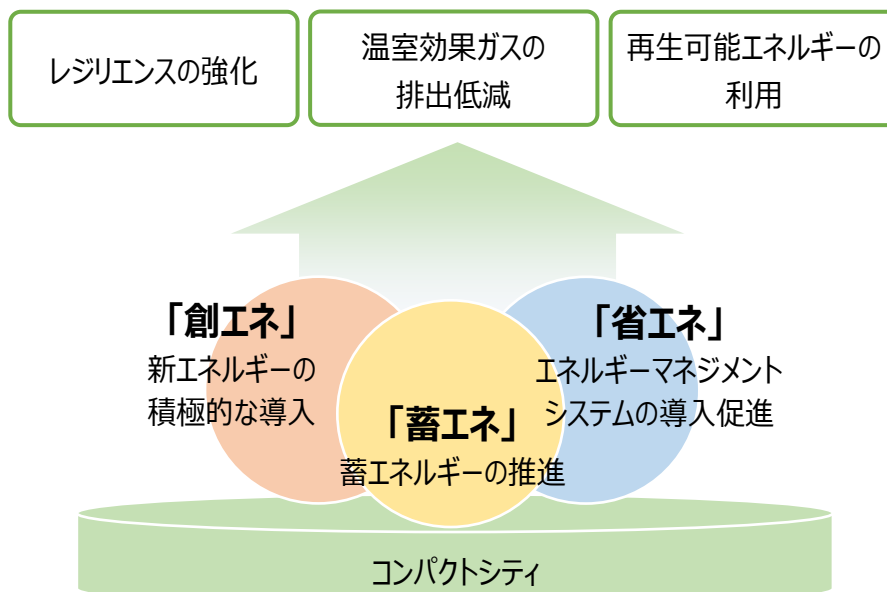 レジリエンスの強化
温室効果ガスの
排出低減
再生可能エネルギーの
利用
「創エネ」
新エネルギーの
積極的な導入
「蓄エネ」
蓄エネルギーの推進
「省エネ」
エネルギーマネジメント
システムの導入促進
コンパクトシティ